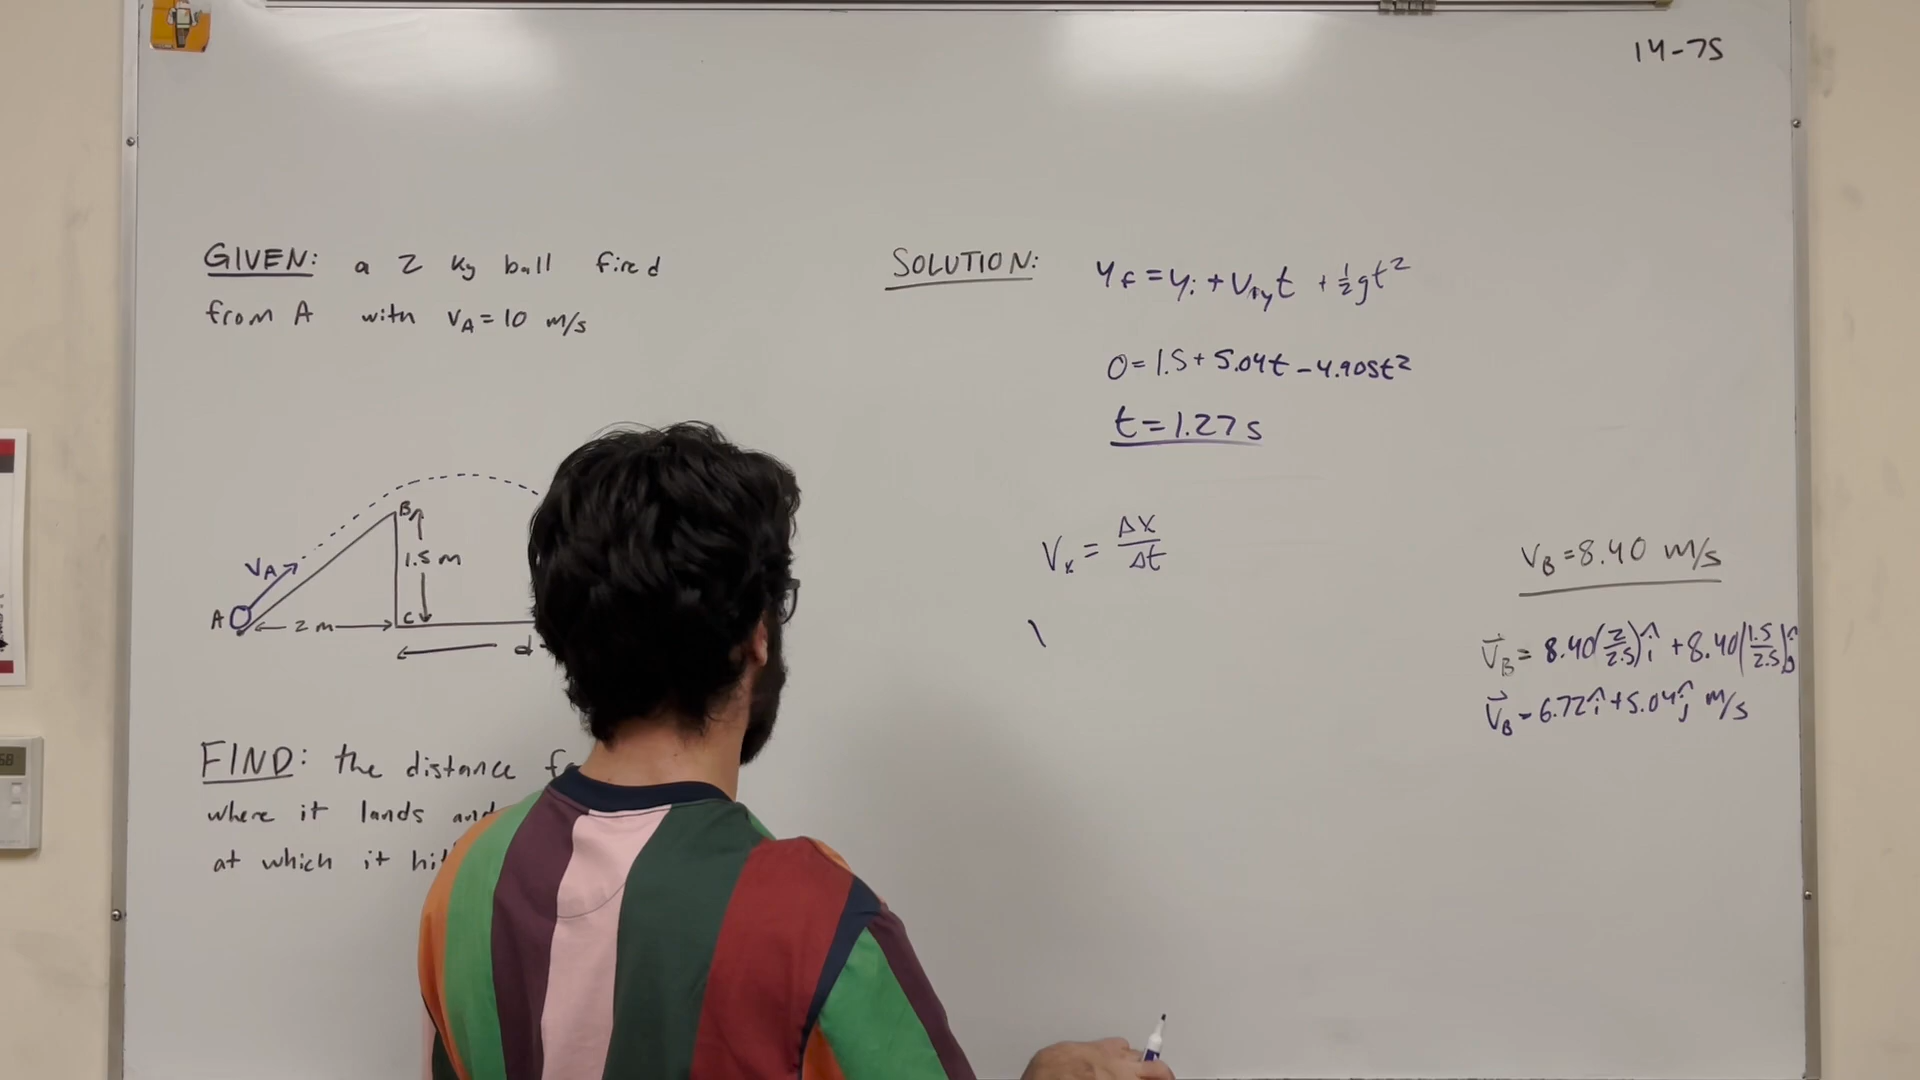 14-75
GIVEN: a 2 kg ball fired
from A with vA = 10 m/s
B
1.5 m
VA
A
2 m
C
d
FIND: the distance
where it lands and
at which it
SOLUTION: yf = yi + v1yt + ½gt²
0 = 1.5 + 5.04t - 4.905t²
t = 1.27 s
Vx = Δx/Δt
VB = 8.40 m/s
V⃗B = 8.40(2/2.5)î + 8.40(1.5/2.5)ĵ
V⃗B = 6.72î + 5.04ĵ m/s